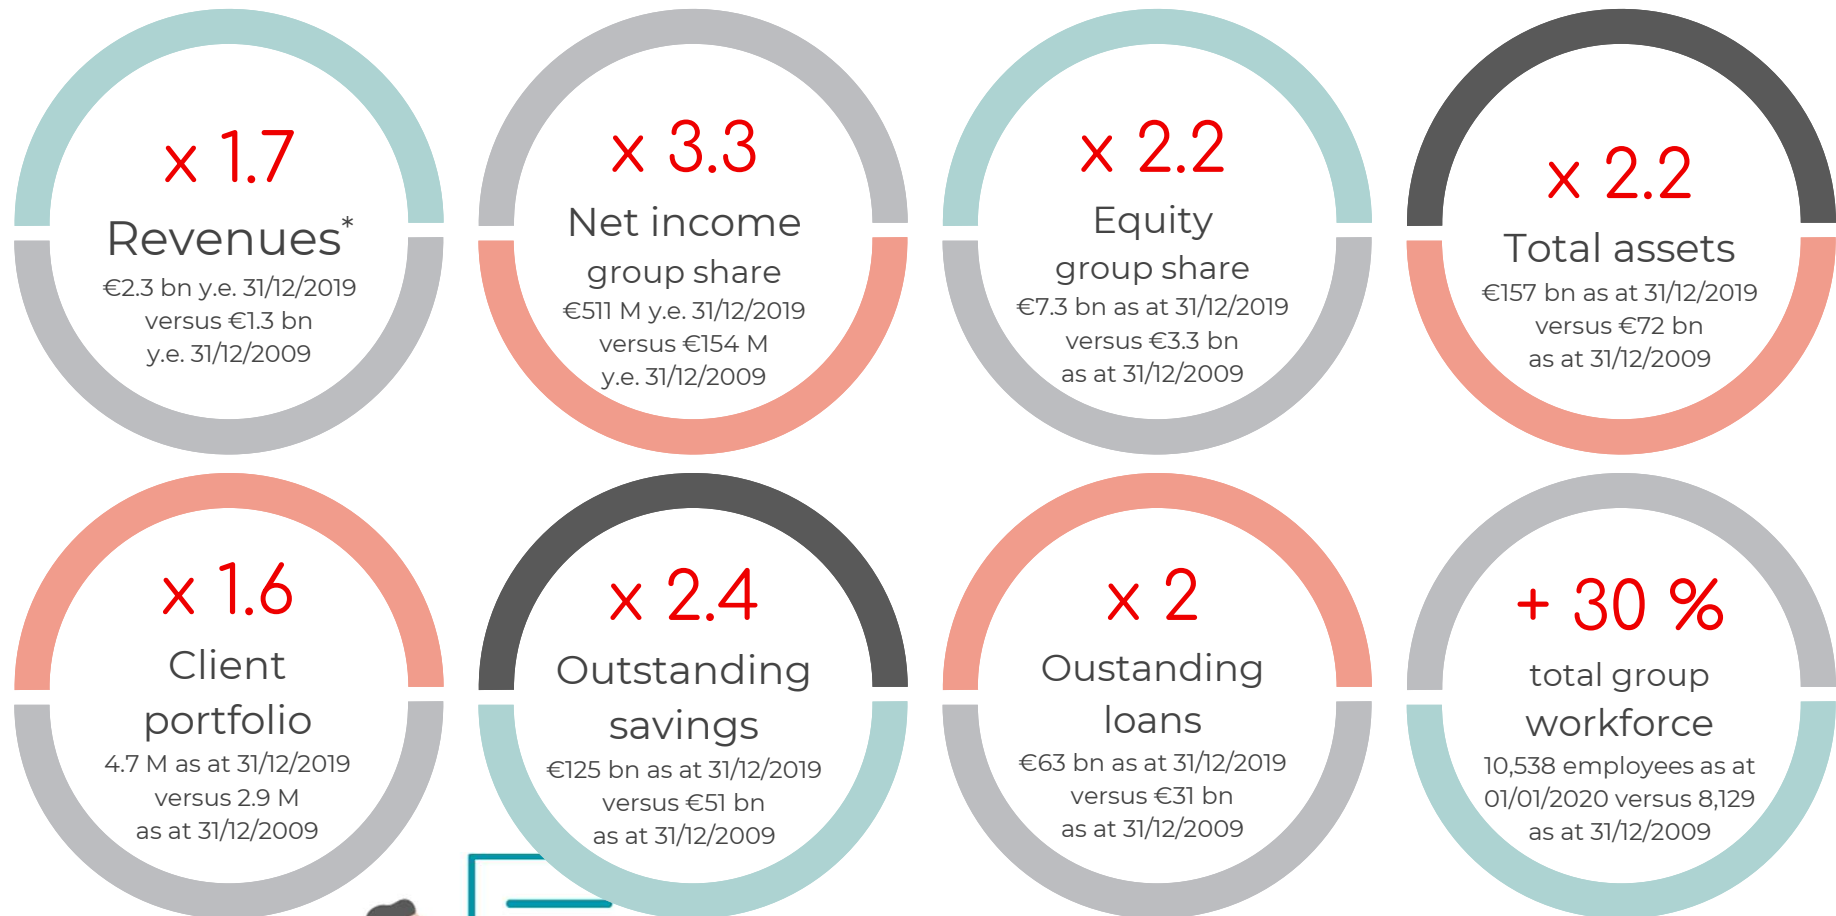 x 1.7
Revenues*
€2.3 bn y.e. 31/12/2019
versus €1.3 bn
y.e. 31/12/2009
x 3.3
Net income
group share
€511 M y.e. 31/12/2019
versus €154 M
y.e. 31/12/2009
x 2.2
Equity
group share
€7.3 bn as at 31/12/2019
versus €3.3 bn
as at 31/12/2009
x 2.2
Total assets
€157 bn as at 31/12/2019
versus €72 bn
as at 31/12/2009
x 1.6
Client
portfolio
4.7 M as at 31/12/2019
versus 2.9 M
as at 31/12/2009
x 2.4
Outstanding
savings
€125 bn as at 31/12/2019
versus €51 bn
as at 31/12/2009
x 2
Oustanding
loans
€63 bn as at 31/12/2019
versus €31 bn
as at 31/12/2009
+ 30 %
total group
workforce
10,538 employees as at
01/01/2020 versus 8,129
as at 31/12/2009